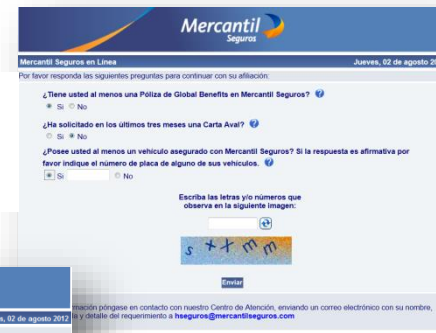 Mercantil
Seguros
Mercantil Seguros en Línea
Jueves, 02 de agosto 20
Por favor responda las siguientes preguntas para continuar con su afiliación:
¿Tiene usted al menos una Póliza de Global Benefits en Mercantil Seguros?
Si No
¿Ha solicitado en los últimos tres meses una Carta Aval?
Si No
¿Posee usted al menos un vehículo asegurado con Mercantil Seguros? Si la respuesta es afirmativa por
favor indique el número de placa de alguno de sus vehículos.
Si No
Escriba las letras y/o números que
observa en la siguiente imagen:
s x x m m
Enviar
mación póngase en contacto con nuestro Centro de Atención, enviando un correo electrónico con su nombre,
s, 02 de agosto 2012
a y detalle del requerimiento a hseguros@mercantilseguros.com